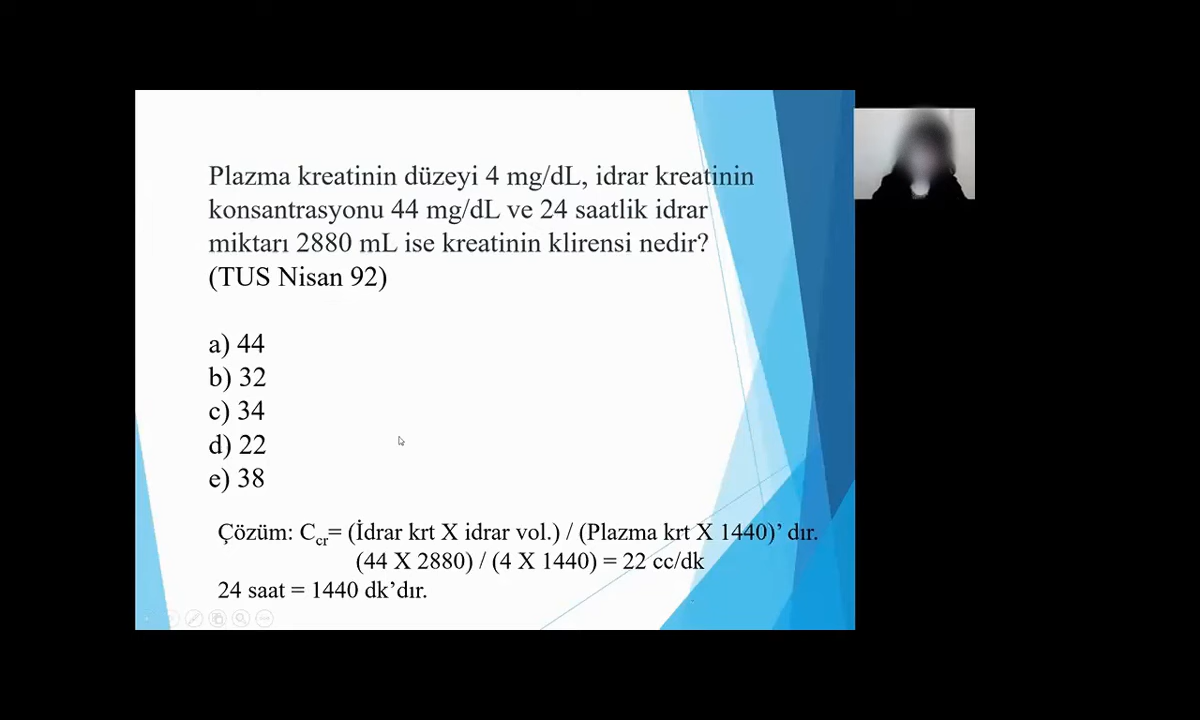 Plazma kreatinin düzeyi 4 mg/dL, idrar kreatinin
konsantrasyonu 44 mg/dL ve 24 saatlik idrar
miktarı 2880 mL ise kreatinin klirensi nedir?
(TUS Nisan 92)
a) 44
b) 32
c) 34
d) 22
e) 38
Çözüm: Ccr= (İdrar krt X idrar vol.) / (Plazma krt X 1440)’ dır.
(44 X 2880) / (4 X 1440) = 22 cc/dk
24 saat = 1440 dk’dır.